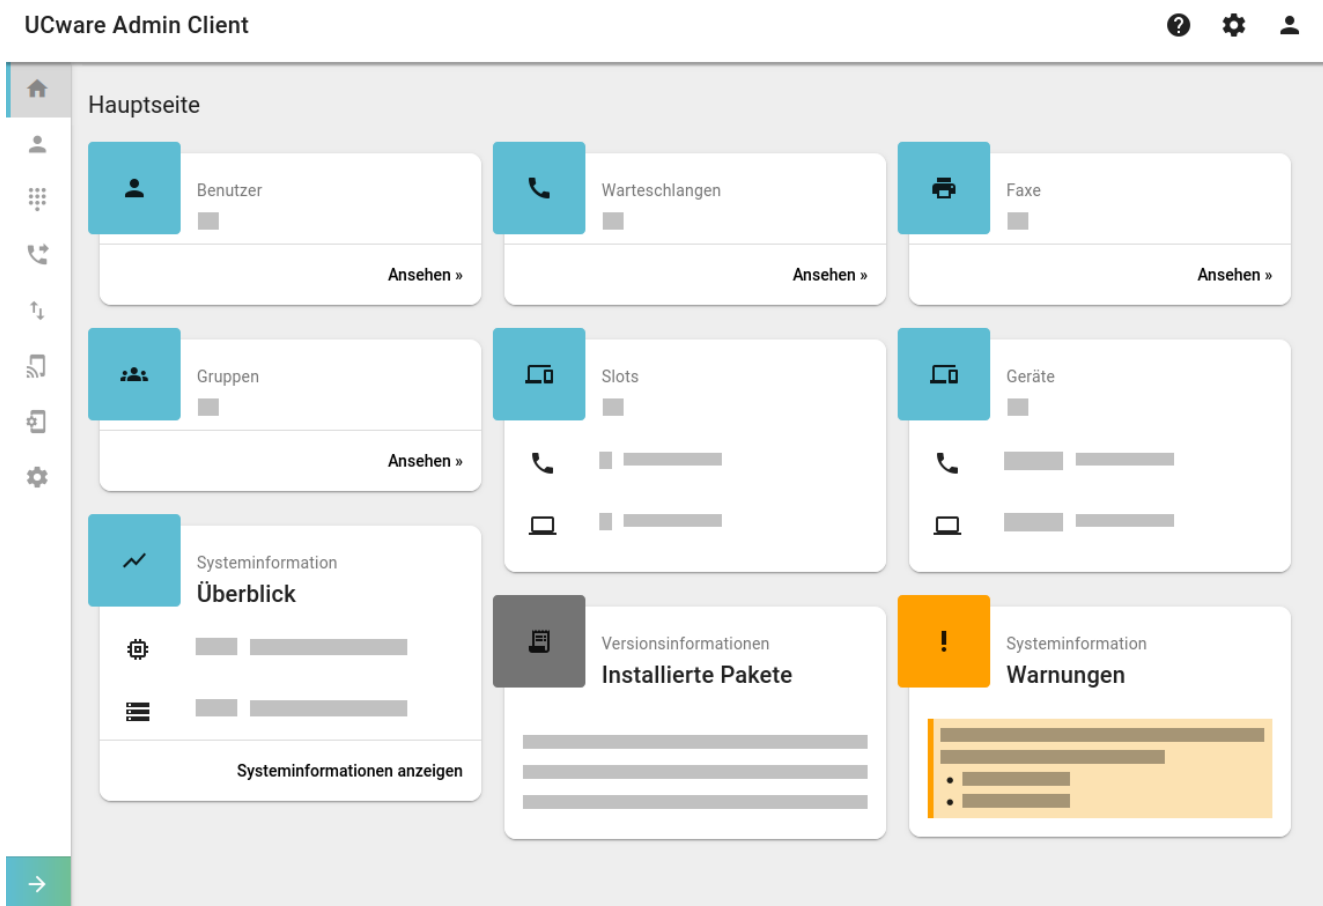 UCware Admin Client
Hauptseite
Benutzer
Ansehen »
Warteschlangen
Ansehen »
Faxe
Ansehen »
Gruppen
Ansehen »
Slots
Geräte
Systeminformation
Überblick
Systeminformationen anzeigen
Versionsinformationen
Installierte Pakete
Systeminformation
Warnungen